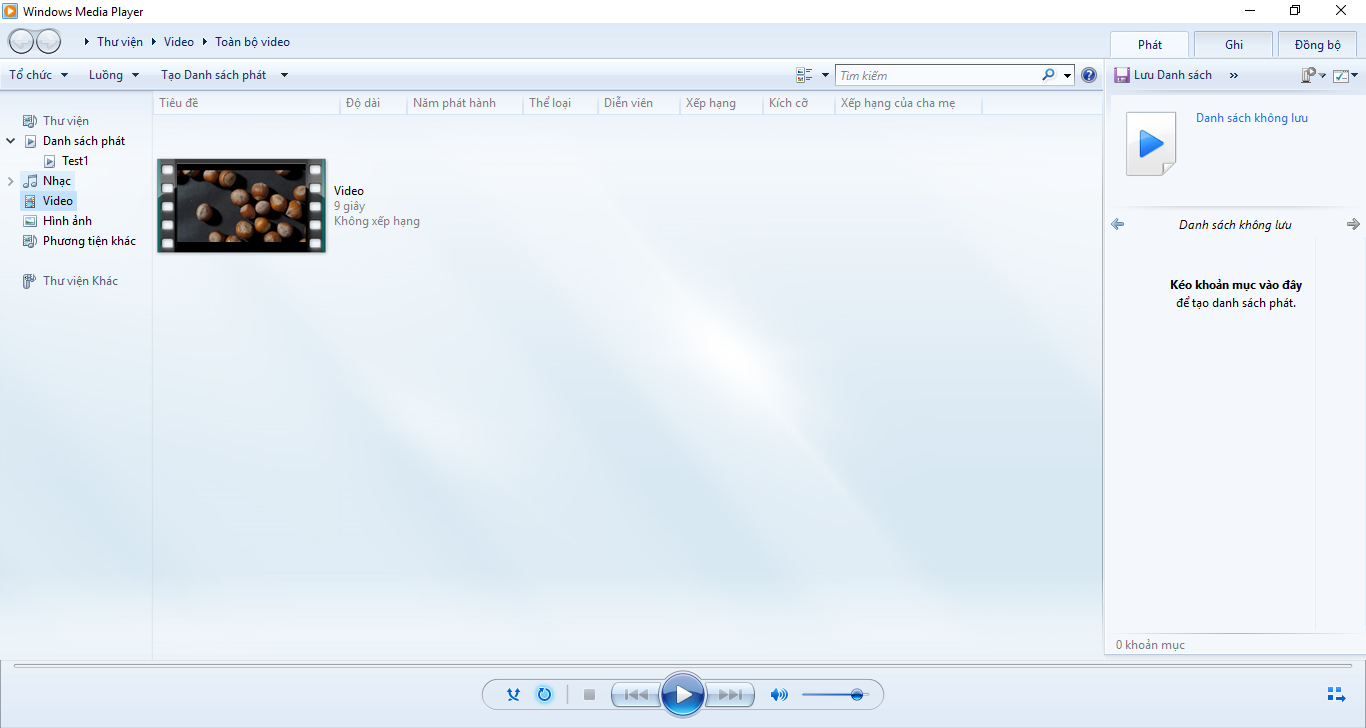 Windows Media Player
Thư viện Video Toàn bộ video
Phát Ghi Đồng bộ
Tổ chức Luồng Tạo Danh sách phát
Tìm kiếm
Lưu Danh sách »
Tiêu đề Độ dài Năm phát hành Thể loại Diễn viên Xếp hạng Kích cỡ Xếp hạng của cha mẹ
Thư viện
Danh sách phát
Test1
Nhạc
Video
Hình ảnh
Phương tiện khác
Thư viện Khác
Video
9 giây
Không xếp hạng
Danh sách không lưu
Danh sách không lưu
Kéo khoản mục vào đây
để tạo danh sách phát.
0 khoản mục